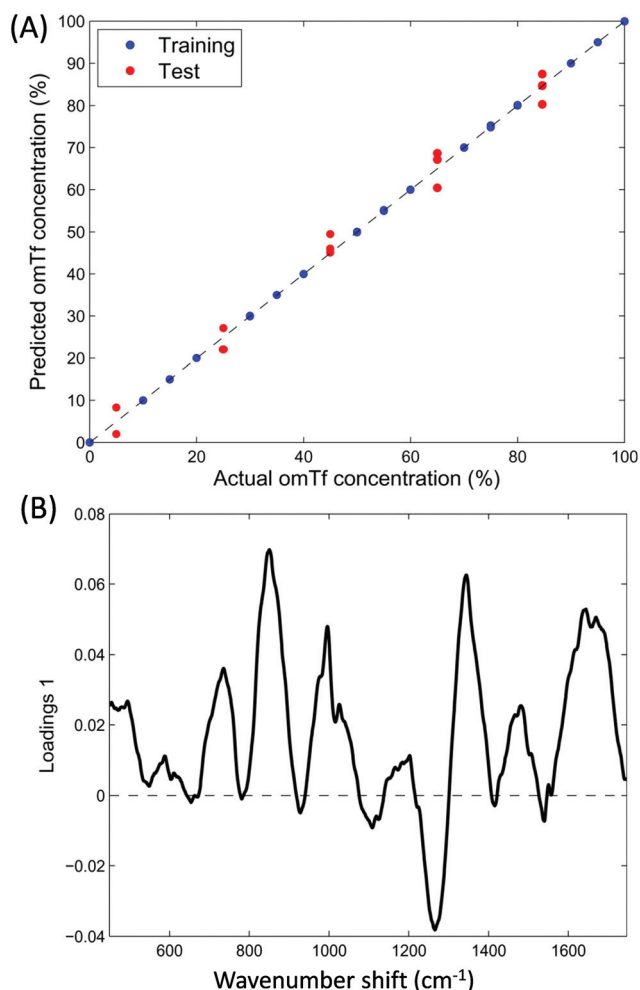 (A)
100
90
80
70
60
50
40
30
20
10
0
Predicted omTf concentration (%)
Training
Test
0 20 40 60 80 100
Actual omTf concentration (%)
(B)
0.08
0.06
0.04
0.02
0
−0.02
−0.04
Loadings 1
600 800 1000 1200 1400 1600
Wavenumber shift (cm⁻¹)